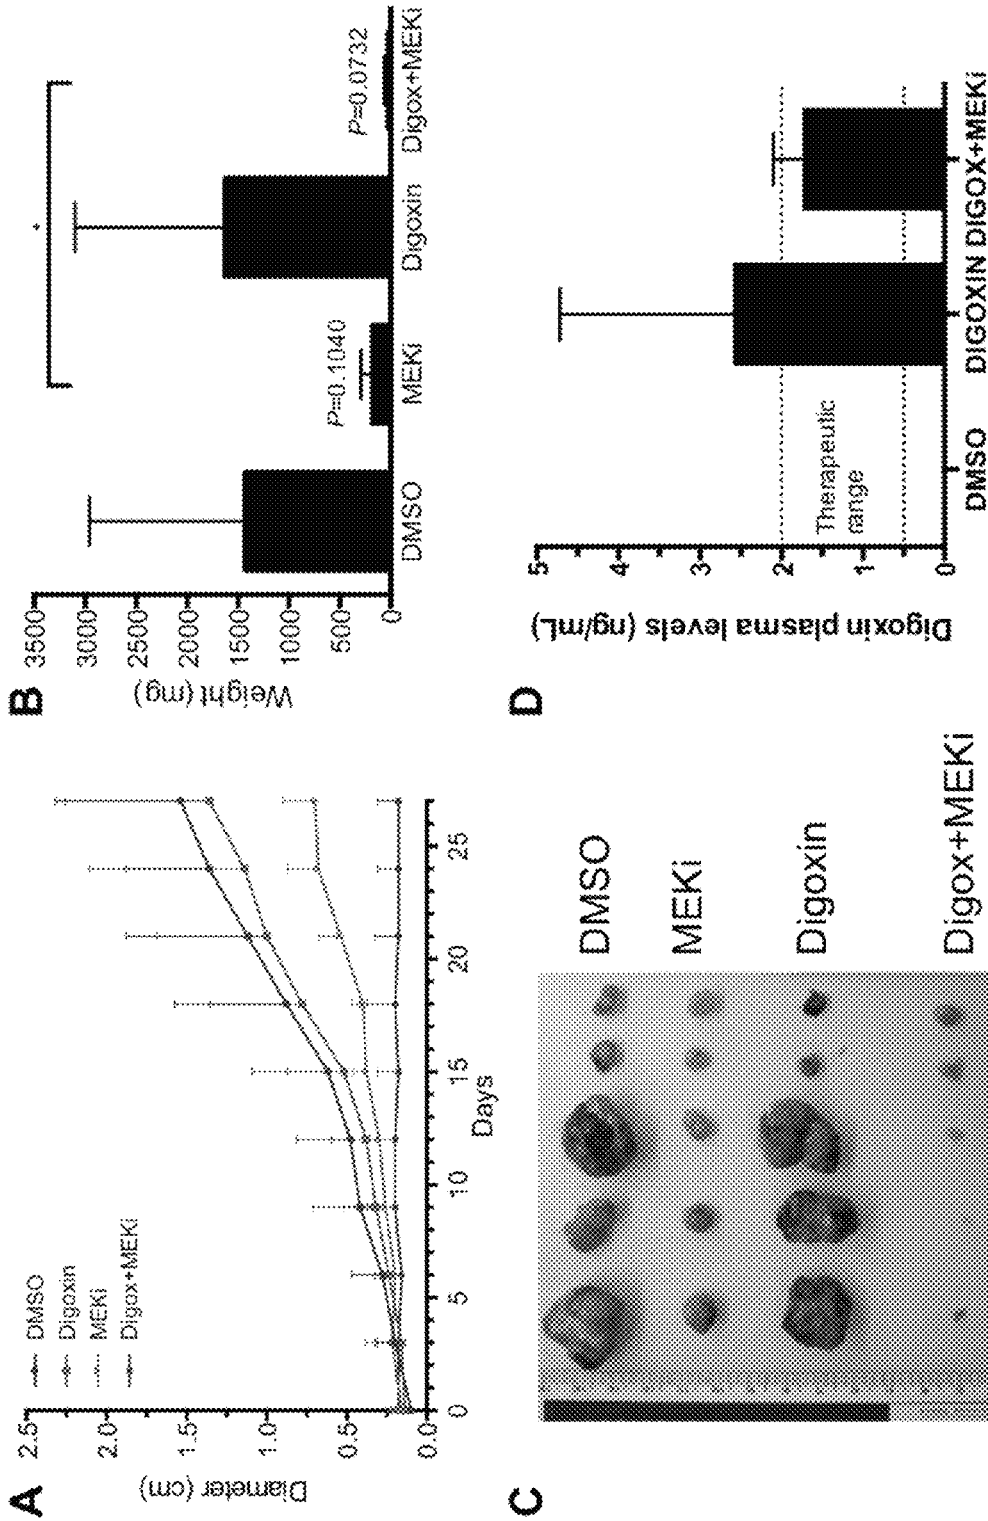 A
Diameter (cm)
2.5
2.0
1.5
1.0
0.5
0.0
DMSO
Digoxin
MEKi
Digox+MEKi
0
5
10
15
20
25
Days
B
Weight (mg)
3500
3000
2500
2000
1500
1000
500
0
*
P=0.1040
P=0.0732
DMSO
MEKi
Digoxin
Digox+MEKi
C
DMSO
MEKi
Digoxin
Digox+MEKi
D
Digoxin plasma levels (ng/mL)
5
4
3
2
1
0
Therapeutic
range
DMSO
DIGOXIN
DIGOX+MEKi